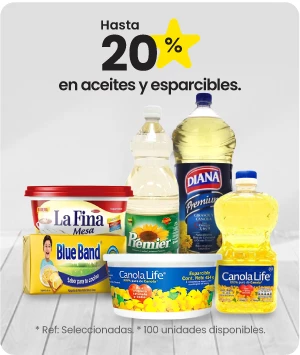 Hasta
20%
en aceites y esparcibles.
DIANA
Premium
Premier
La Fina
Mesa
Blue Band
Canola Life
Canola Life
Esparcible
* Ref: Seleccionadas. * 100 unidades disponibles.